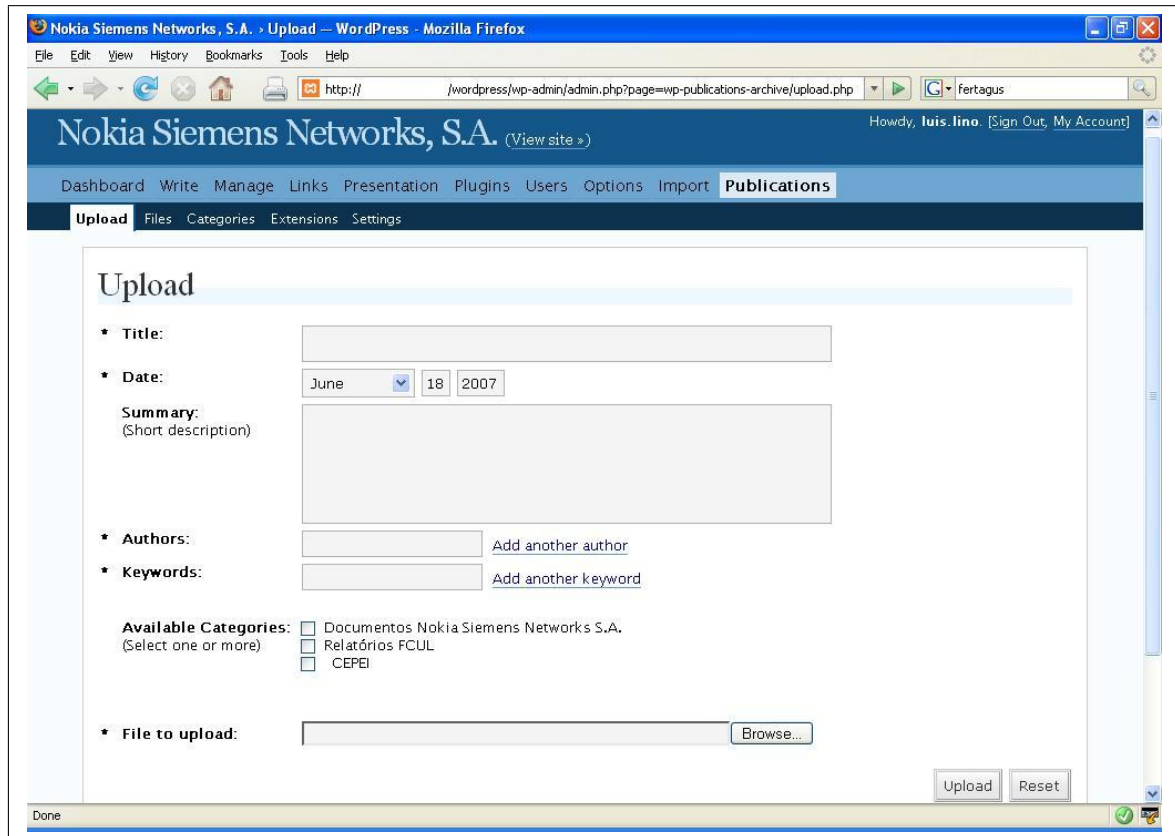 Nokia Siemens Networks, S.A. › Upload — WordPress - Mozilla Firefox
File Edit View History Bookmarks Tools Help
http:// /wordpress/wp-admin/admin.php?page=wp-publications-archive/upload.php G fertagus
Nokia Siemens Networks, S.A. (View site »)
Howdy, luis.lino. [Sign Out, My Account]
Dashboard Write Manage Links Presentation Plugins Users Options Import Publications
Upload Files Categories Extensions Settings
Upload
* Title:
* Date: June 18 2007
Summary:
(Short description)
* Authors: Add another author
* Keywords: Add another keyword
Available Categories: Documentos Nokia Siemens Networks S.A.
(Select one or more) Relatórios FCUL
CEPEI
* File to upload: Browse...
Upload Reset
Done